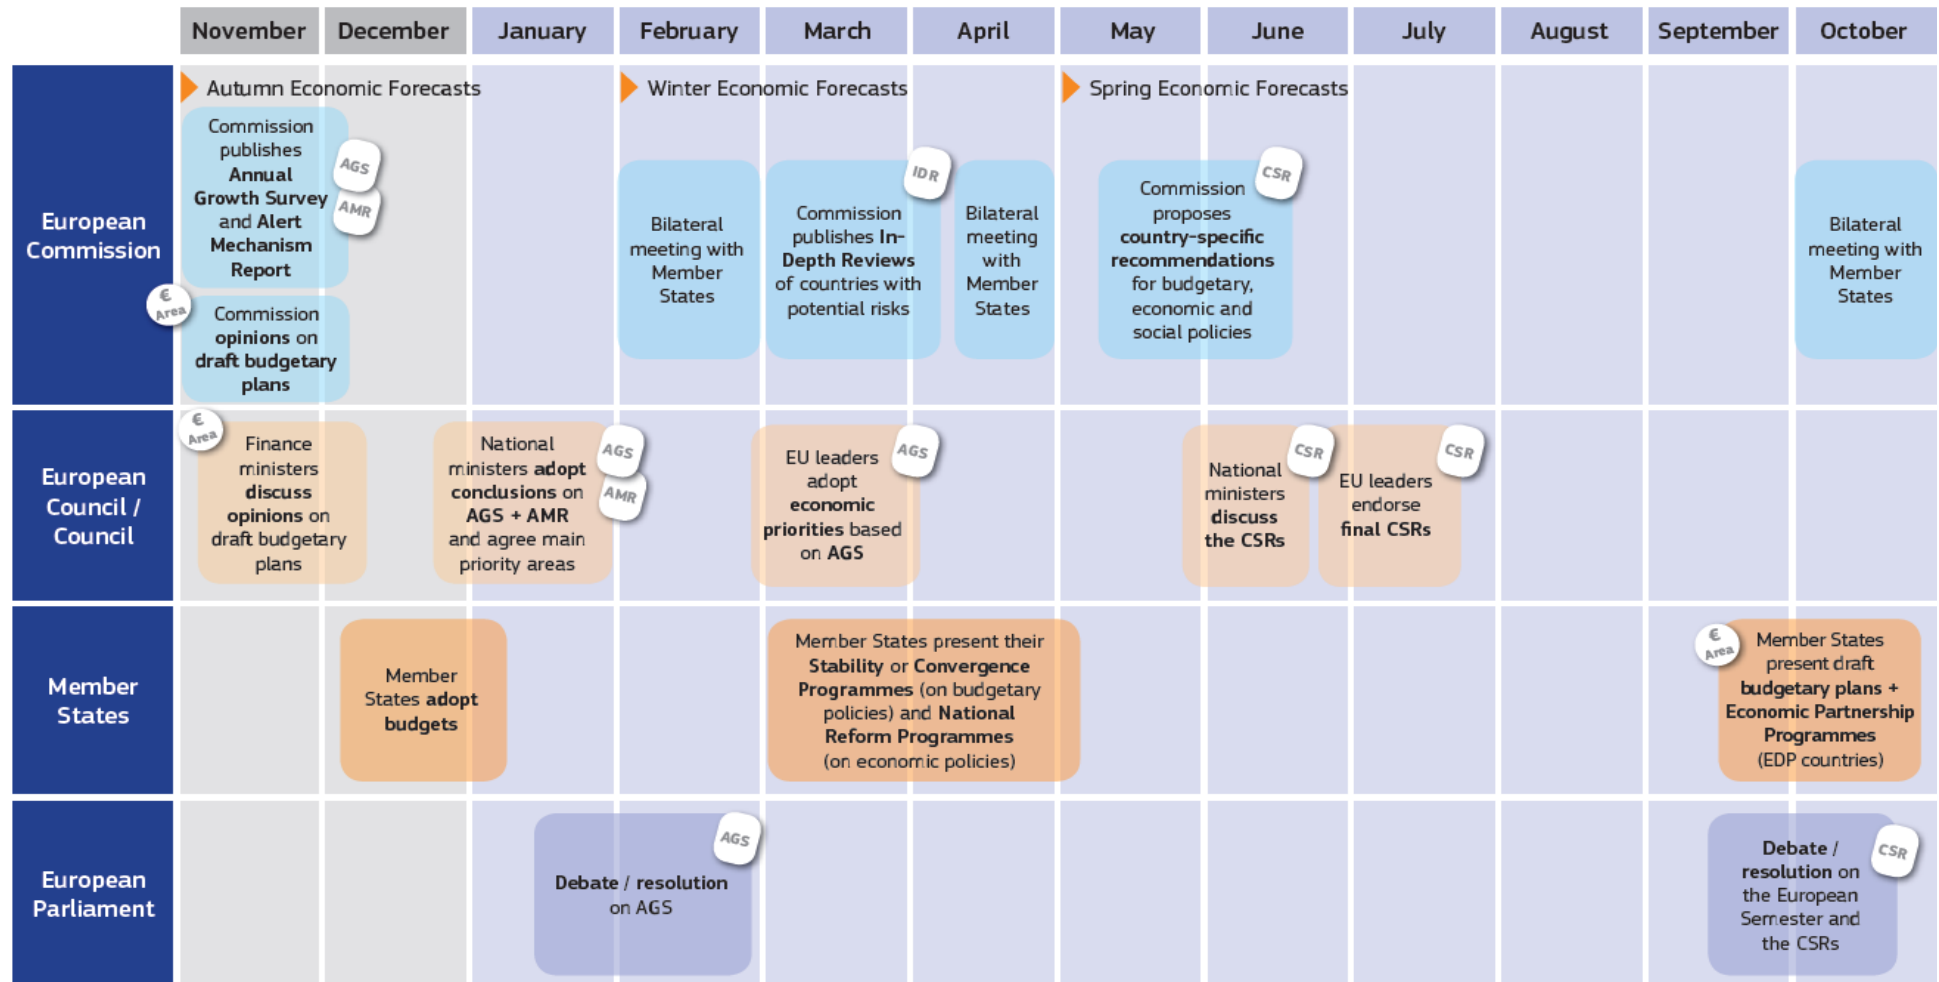 November December January February March April May June July August September October
European
Commission
Autumn Economic Forecasts
Winter Economic Forecasts
Spring Economic Forecasts
Commission
publishes
Annual
Growth Survey
and Alert
Mechanism
Report
AGS
AMR
€
Area
Commission
opinions on
draft budgetary
plans
Bilateral
meeting with
Member
States
Commission
publishes In-
Depth Reviews
of countries with
potential risks
IDR
Bilateral
meeting
with
Member
States
Commission
proposes
country-specific
recommendations
for budgetary,
economic and
social policies
CSR
Bilateral
meeting with
Member
States
European
Council /
Council
€
Area
Finance
ministers
discuss
opinions on
draft budgetary
plans
National
ministers adopt
conclusions on
AGS + AMR
and agree main
priority areas
AGS
AMR
EU leaders
adopt
economic
priorities based
on AGS
AGS
National
ministers
discuss
the CSRs
CSR
EU leaders
endorse
final CSRs
CSR
Member
States
Member
States adopt
budgets
Member States present their
Stability or Convergence
Programmes (on budgetary
policies) and National
Reform Programmes
(on economic policies)
€
Area
Member States
present draft
budgetary plans +
Economic Partnership
Programmes
(EDP countries)
European
Parliament
Debate / resolution
on AGS
AGS
Debate /
resolution on
the European
Semester and
the CSRs
CSR